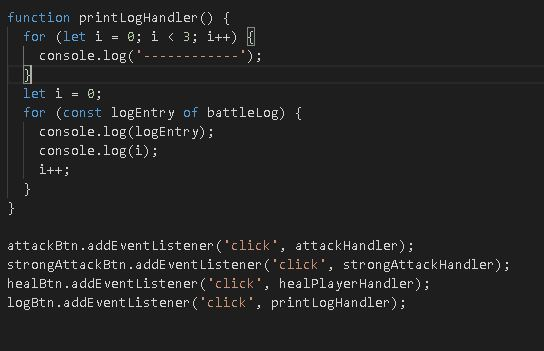 function printLogHandler() {
  for (let i = 0; i < 3; i++) {
    console.log('------------');
  }
  let i = 0;
  for (const logEntry of battleLog) {
    console.log(logEntry);
    console.log(i);
    i++;
  }
}

attackBtn.addEventListener('click', attackHandler);
strongAttackBtn.addEventListener('click', strongAttackHandler);
healBtn.addEventListener('click', healPlayerHandler);
logBtn.addEventListener('click', printLogHandler);